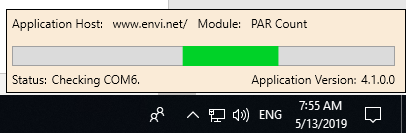 Application Host: www.envi.net/ Module: PAR Count
Status: Checking COM6. Application Version: 4.1.0.0
ENG 7:55 AM
5/13/2019